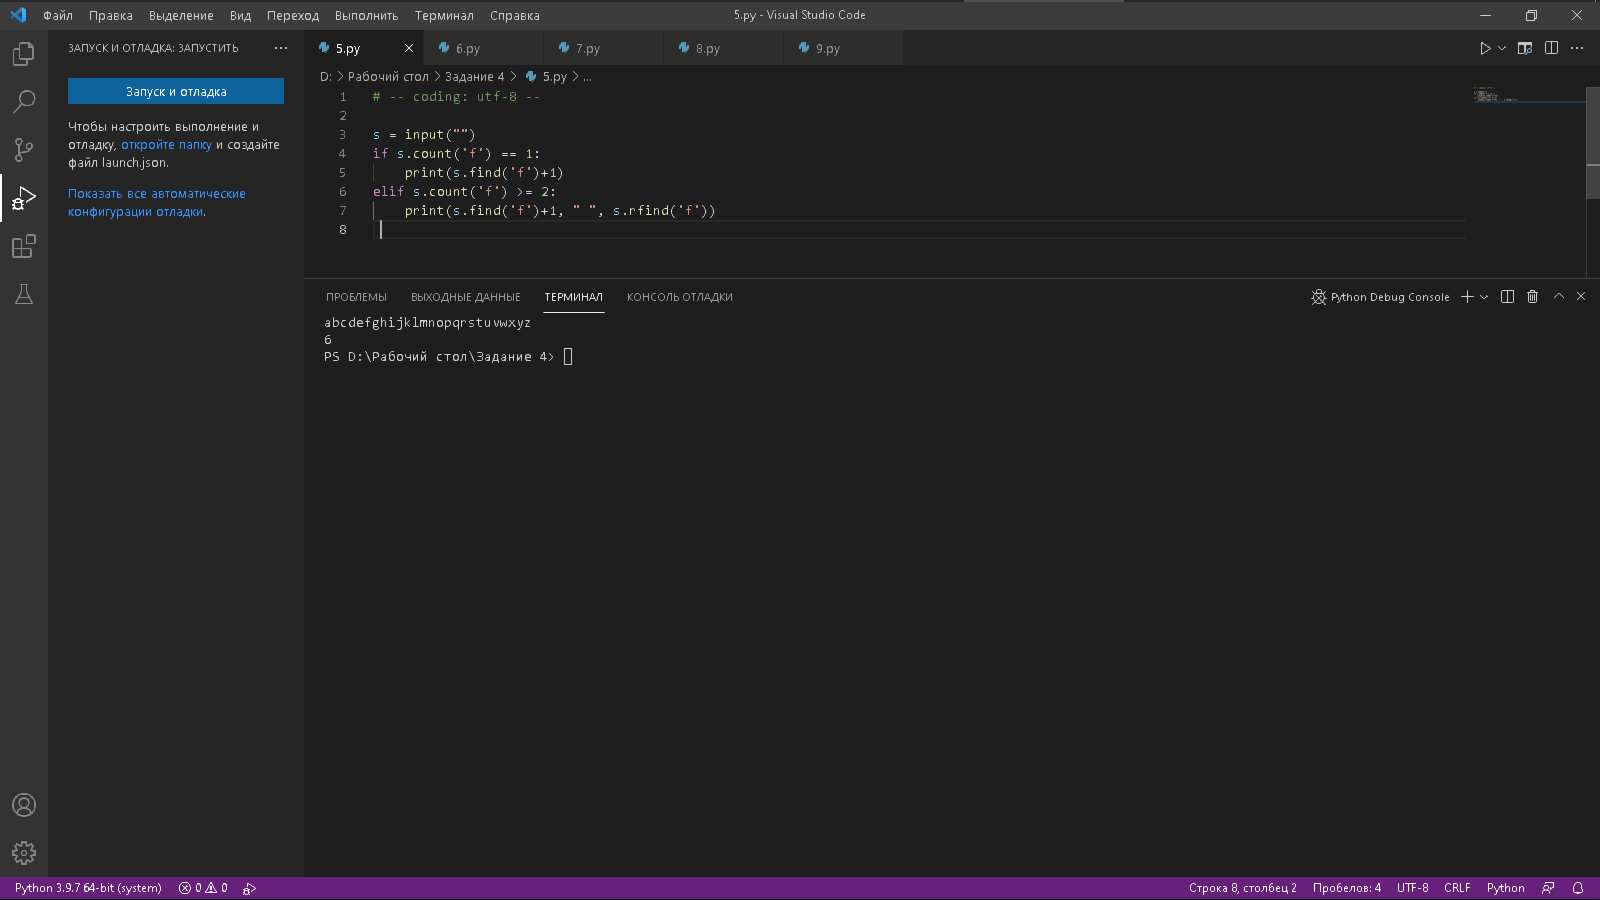 Файл Правка Выделение Вид Переход Выполнить Терминал Справка
5.py - Visual Studio Code
ЗАПУСК И ОТЛАДКА: ЗАПУСТИТЬ ...
Запуск и отладка
Чтобы настроить выполнение и
отладку, откройте папку и создайте
файл launch.json.
Показать все автоматические
конфигурации отладки.
5.py 6.py 7.py 8.py 9.py
D: > Рабочий стол > Задание 4 > 5.py > ...
1 # -- coding: utf-8 --
2
3 s = input("")
4 if s.count('f') == 1:
5     print(s.find('f')+1)
6 elif s.count('f') >= 2:
7     print(s.find('f')+1, " ", s.rfind('f'))
8
ПРОБЛЕМЫ ВЫХОДНЫЕ ДАННЫЕ ТЕРМИНАЛ КОНСОЛЬ ОТЛАДКИ
Python Debug Console
abcdefghijklmnopqrstuvwxyz
6
PS D:\Рабочий стол\Задание 4>
Python 3.9.7 64-bit (system) 0 0
Строка 8, столбец 2 Пробелов: 4 UTF-8 CRLF Python